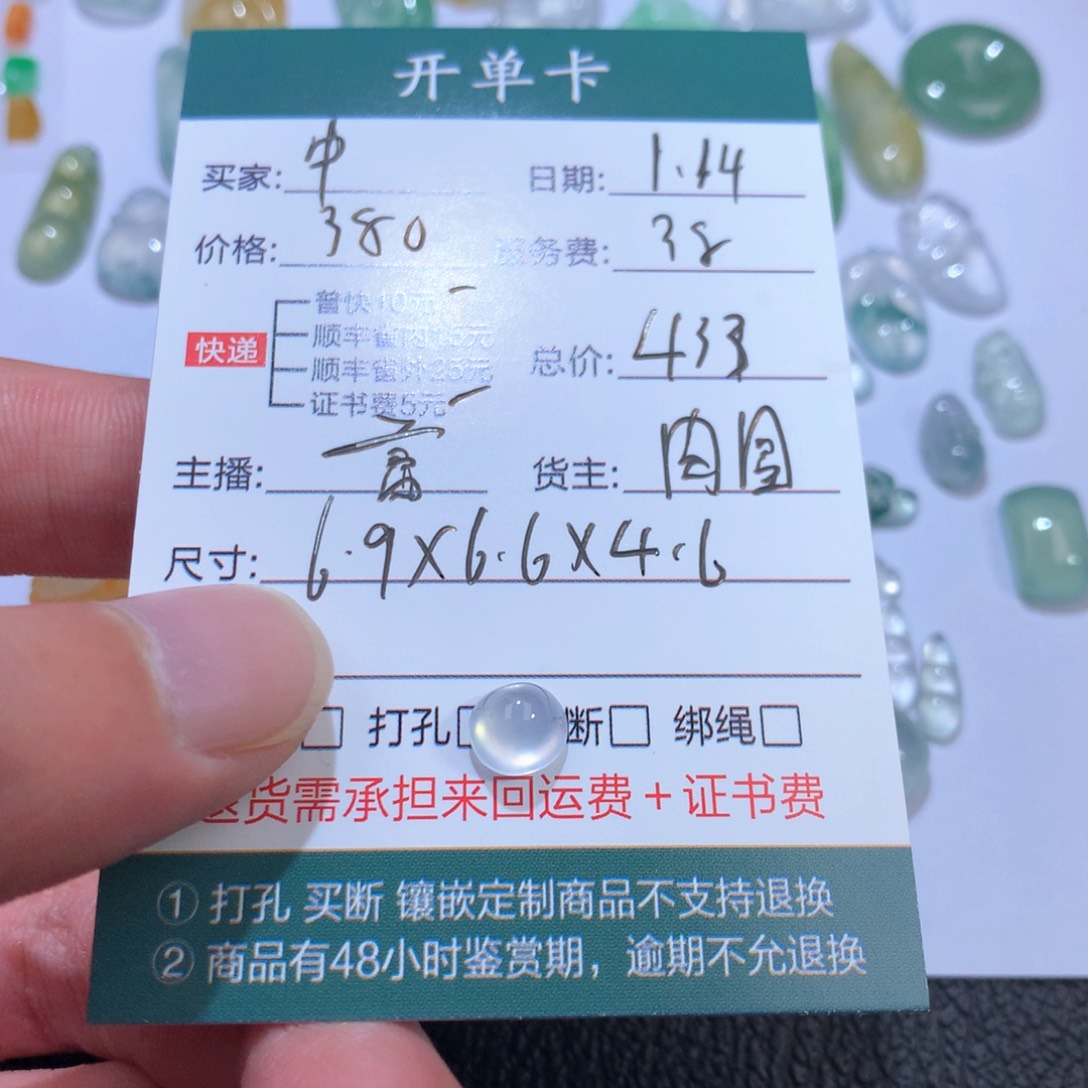 开单卡
买家: 中 日期: 1.14
价格: 380 服务费: 38
普快10元
顺丰省内15元
快递 总价: 433
顺丰省外25元
证书费5元
主播: 货主: 肉圆
尺寸: 6.9X6.6X4.6
打孔 断 绑绳
退货需承担来回运费+证书费
① 打孔 买断 镶嵌定制商品不支持退换
② 商品有48小时鉴赏期，逾期不允退换